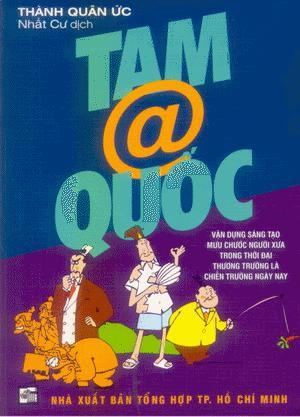 THÀNH QUÂN ỨC
Nhất Cư dịch
TAM
@
QUỐC
VẬN DỤNG SÁNG TẠO
MƯU CHƯỚC NGƯỜI XƯA
TRONG THỜI ĐẠI
THƯƠNG TRƯỜNG LÀ
CHIẾN TRƯỜNG NGÀY NAY
NHÀ XUẤT BẢN TỔNG HỢP TP. HỒ CHÍ MINH